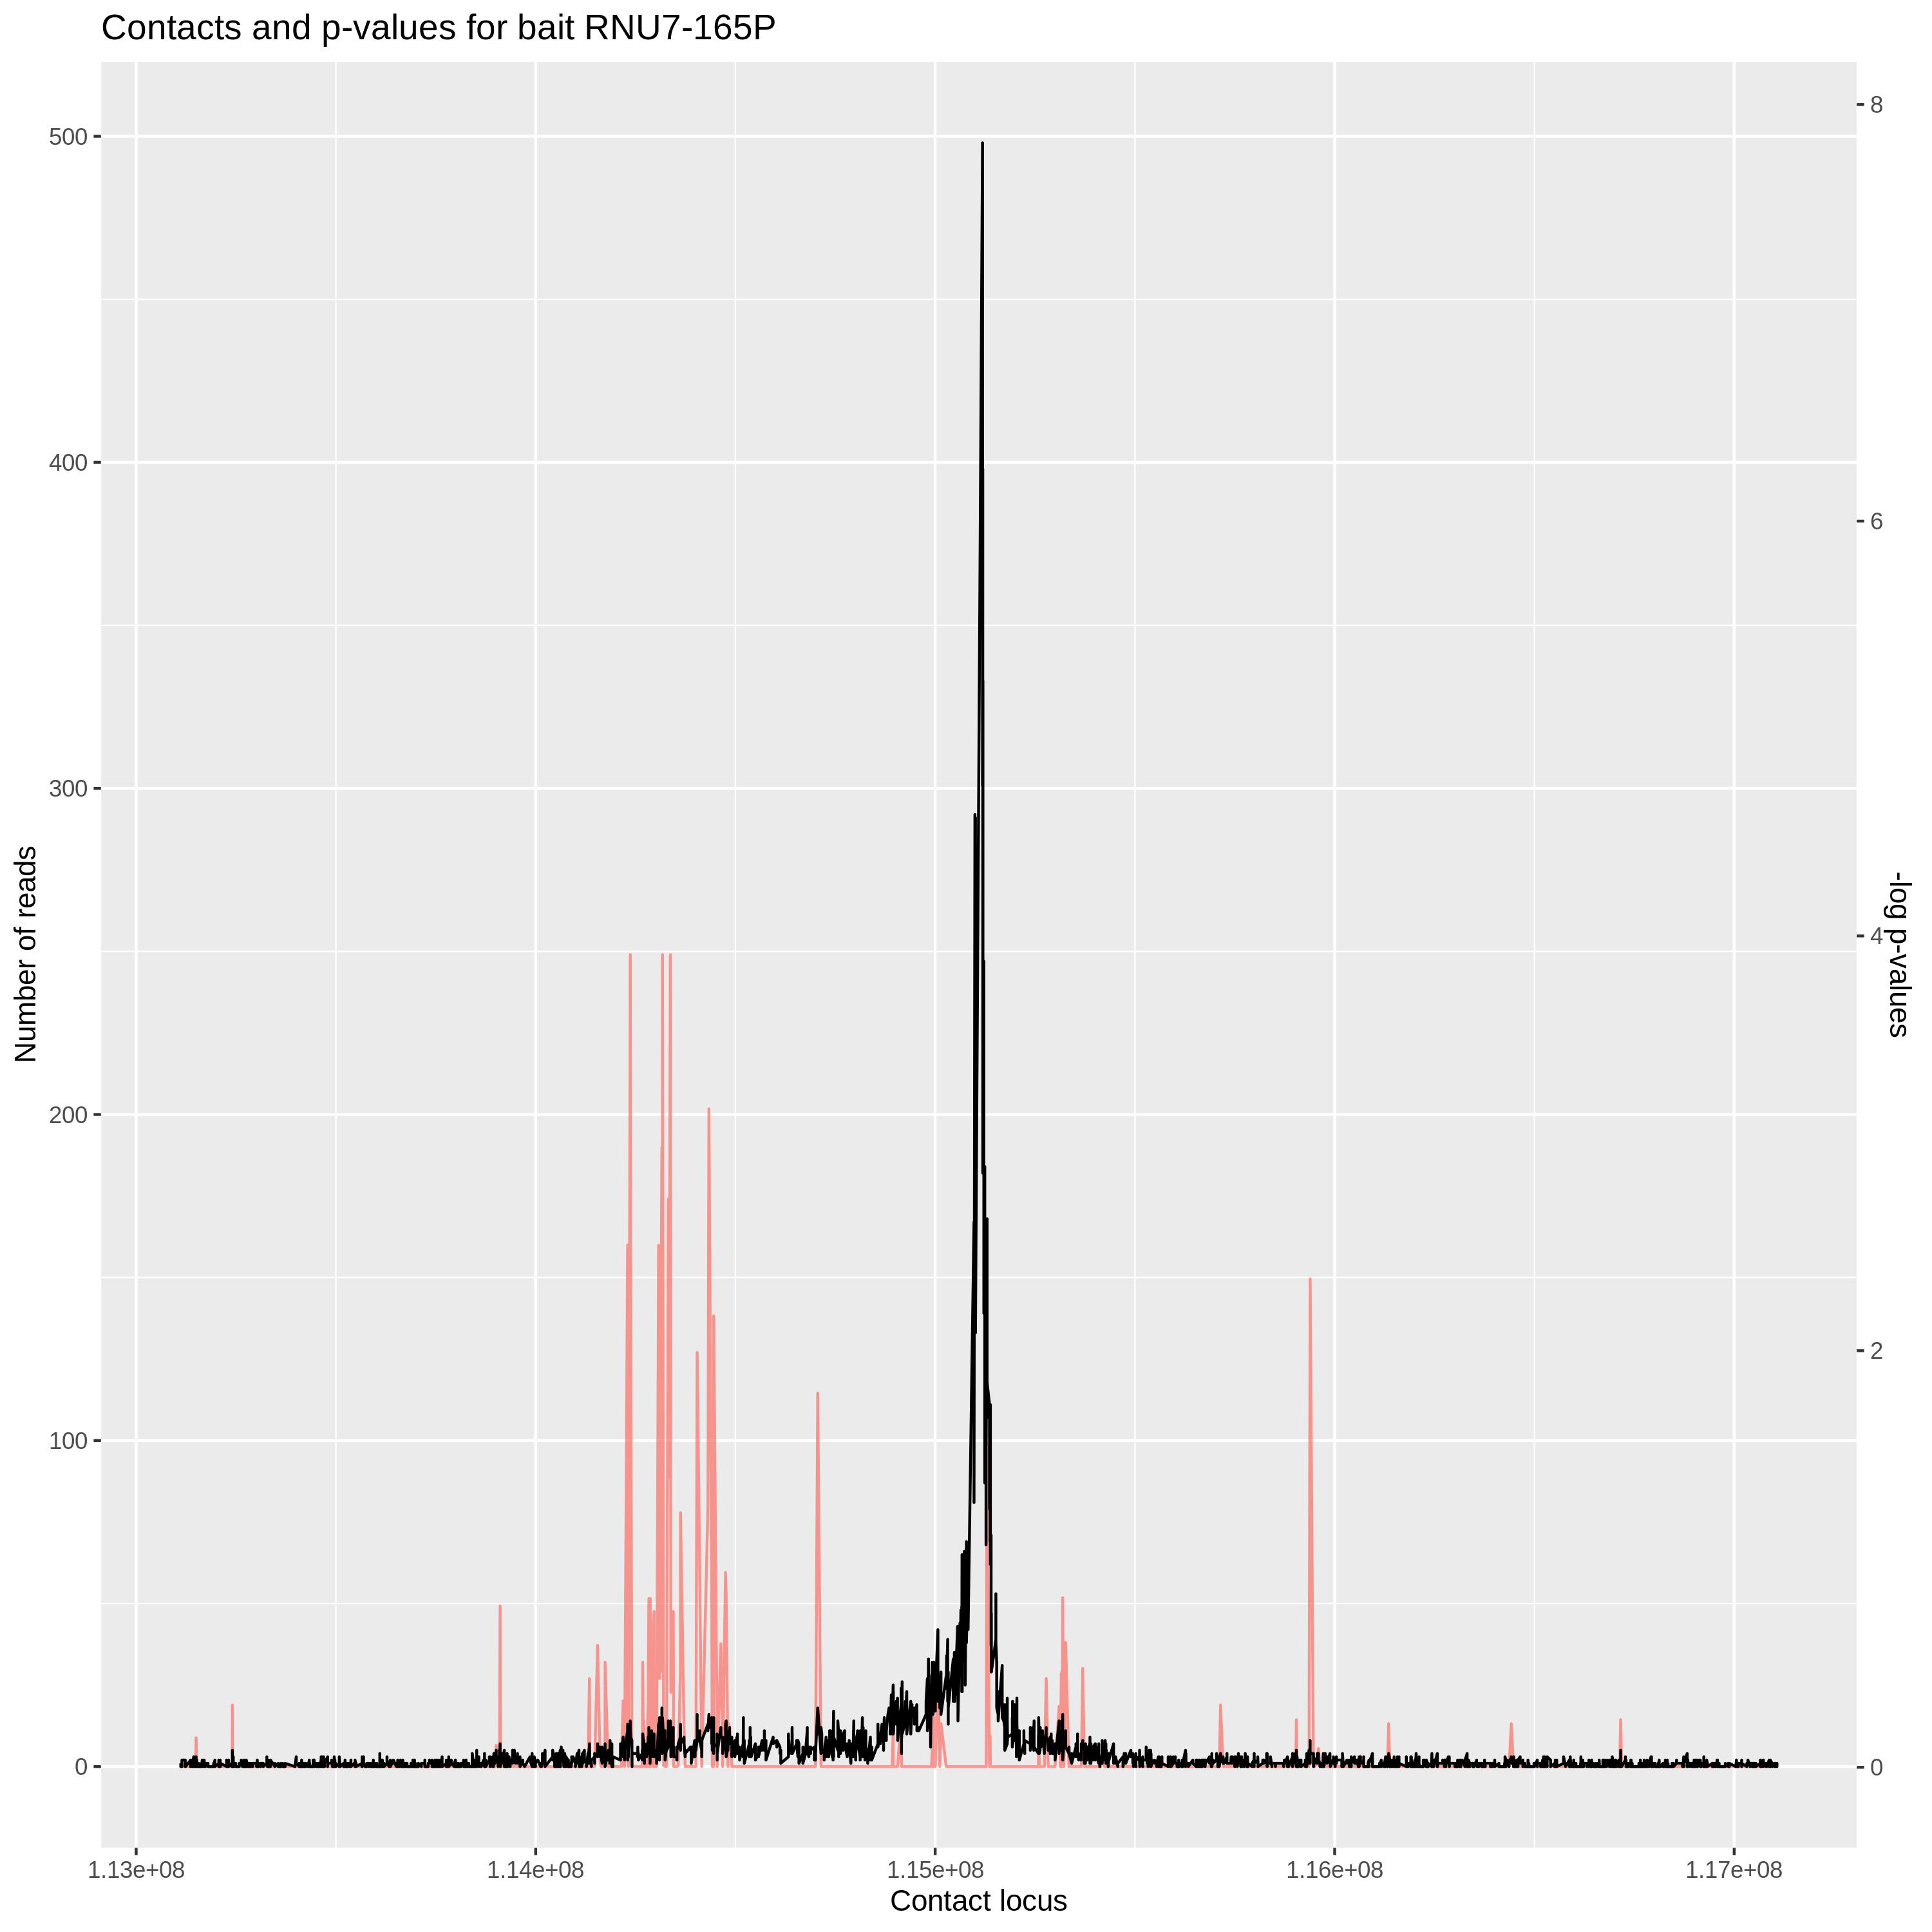 Contacts and p-values for bait RNU7-165P
500
400
300
200
100
0
Number of reads
8
6
4
2
0
-log p-values
1.13e+08
1.14e+08
1.15e+08
1.16e+08
1.17e+08
Contact locus